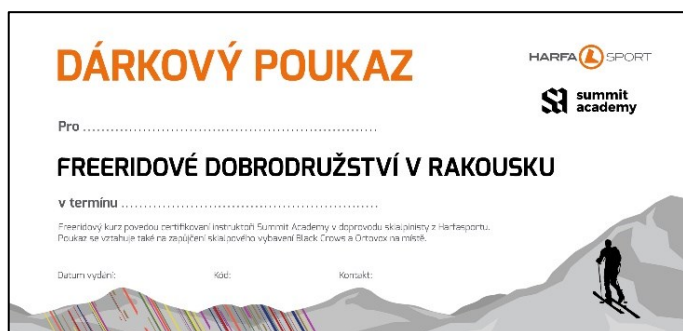 DÁRKOVÝ POUKAZ
HARFA SPORT
summit
academy
Pro ........................................................................
FREERIDOVÉ DOBRODRUŽSTVÍ V RAKOUSKU
v termínu ..............................................................
Freeridový kurz povedou certifikovaní instruktoři Summit Academy v doprovodu skialpinisty z Harfasportu.
Poukaz se vztahuje také na zapůjčení skialpového vybavení Black Crows a Ortovox na místě.
Datum vydání: Kód: Kontakt: